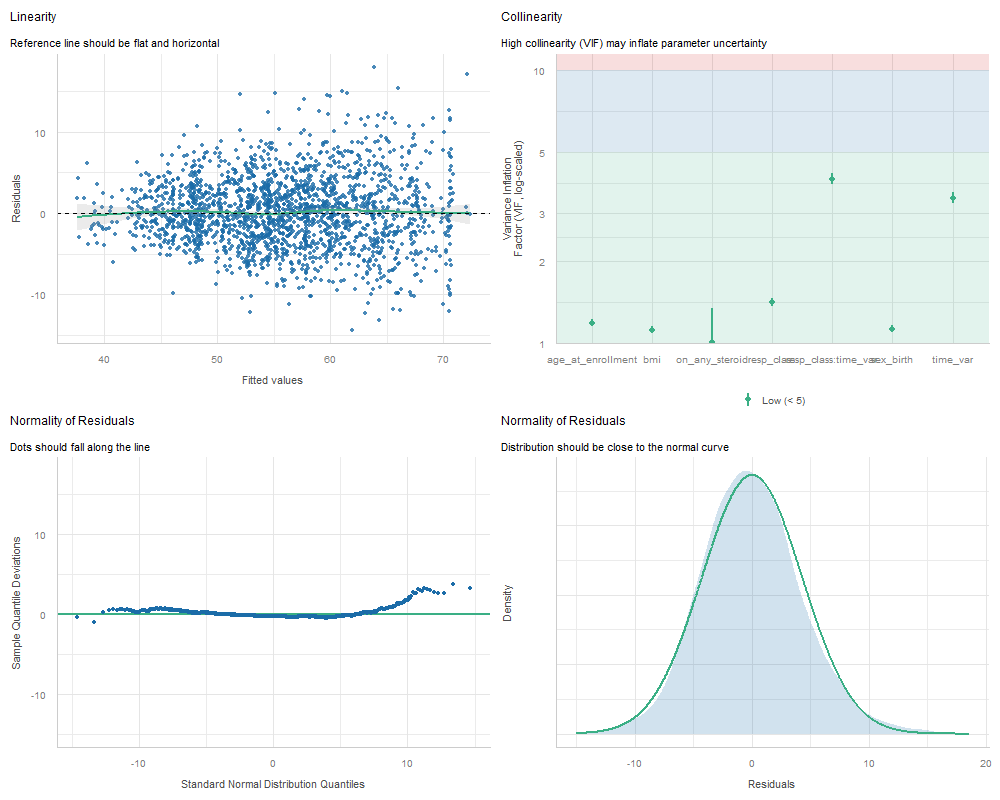 Linearity
Reference line should be flat and horizontal
Residuals
10
0
-10
40
50
60
70
Fitted values
Collinearity
High collinearity (VIF) may inflate parameter uncertainty
Variance Inflation
Factor (VIF, log-scaled)
10
5
3
2
1
age_at_enrollment
bmi
on_any_steroid
resp_class
resp_class:time_var
sex_birth
time_var
Low (< 5)
Normality of Residuals
Dots should fall along the line
Sample Quantile Deviations
10
0
-10
-10
0
10
Standard Normal Distribution Quantiles
Normality of Residuals
Distribution should be close to the normal curve
Density
-10
0
10
20
Residuals